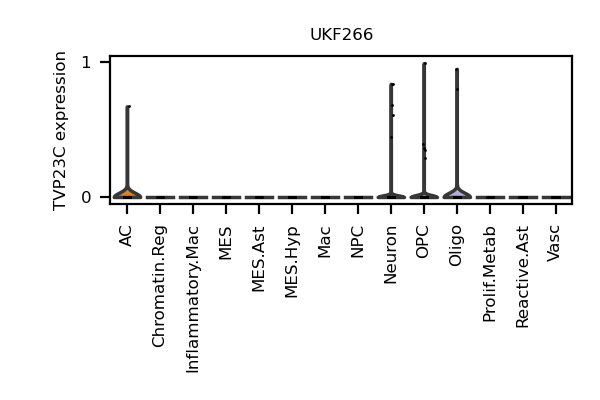 UKF266
TVP23C expression
1
0
AC
Chromatin.Reg
Inflammatory.Mac
MES
MES.Ast
MES.Hyp
Mac
NPC
Neuron
OPC
Oligo
Prolif.Metab
Reactive.Ast
Vasc